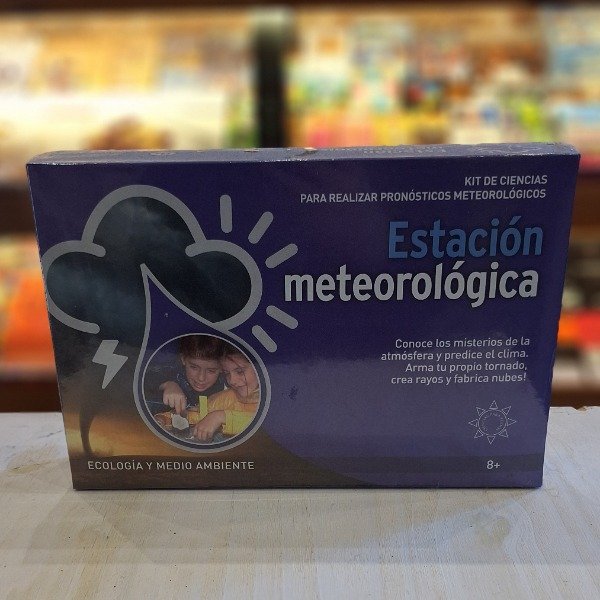 KIT DE CIENCIAS
PARA REALIZAR PRONÓSTICOS METEOROLÓGICOS
Estación
meteorológica
Conoce los misterios de la
atmósfera y predice el clima.
Arma tu propio tornado,
crea rayos y fabrica nubes!
ECOLOGÍA Y MEDIO AMBIENTE
8+